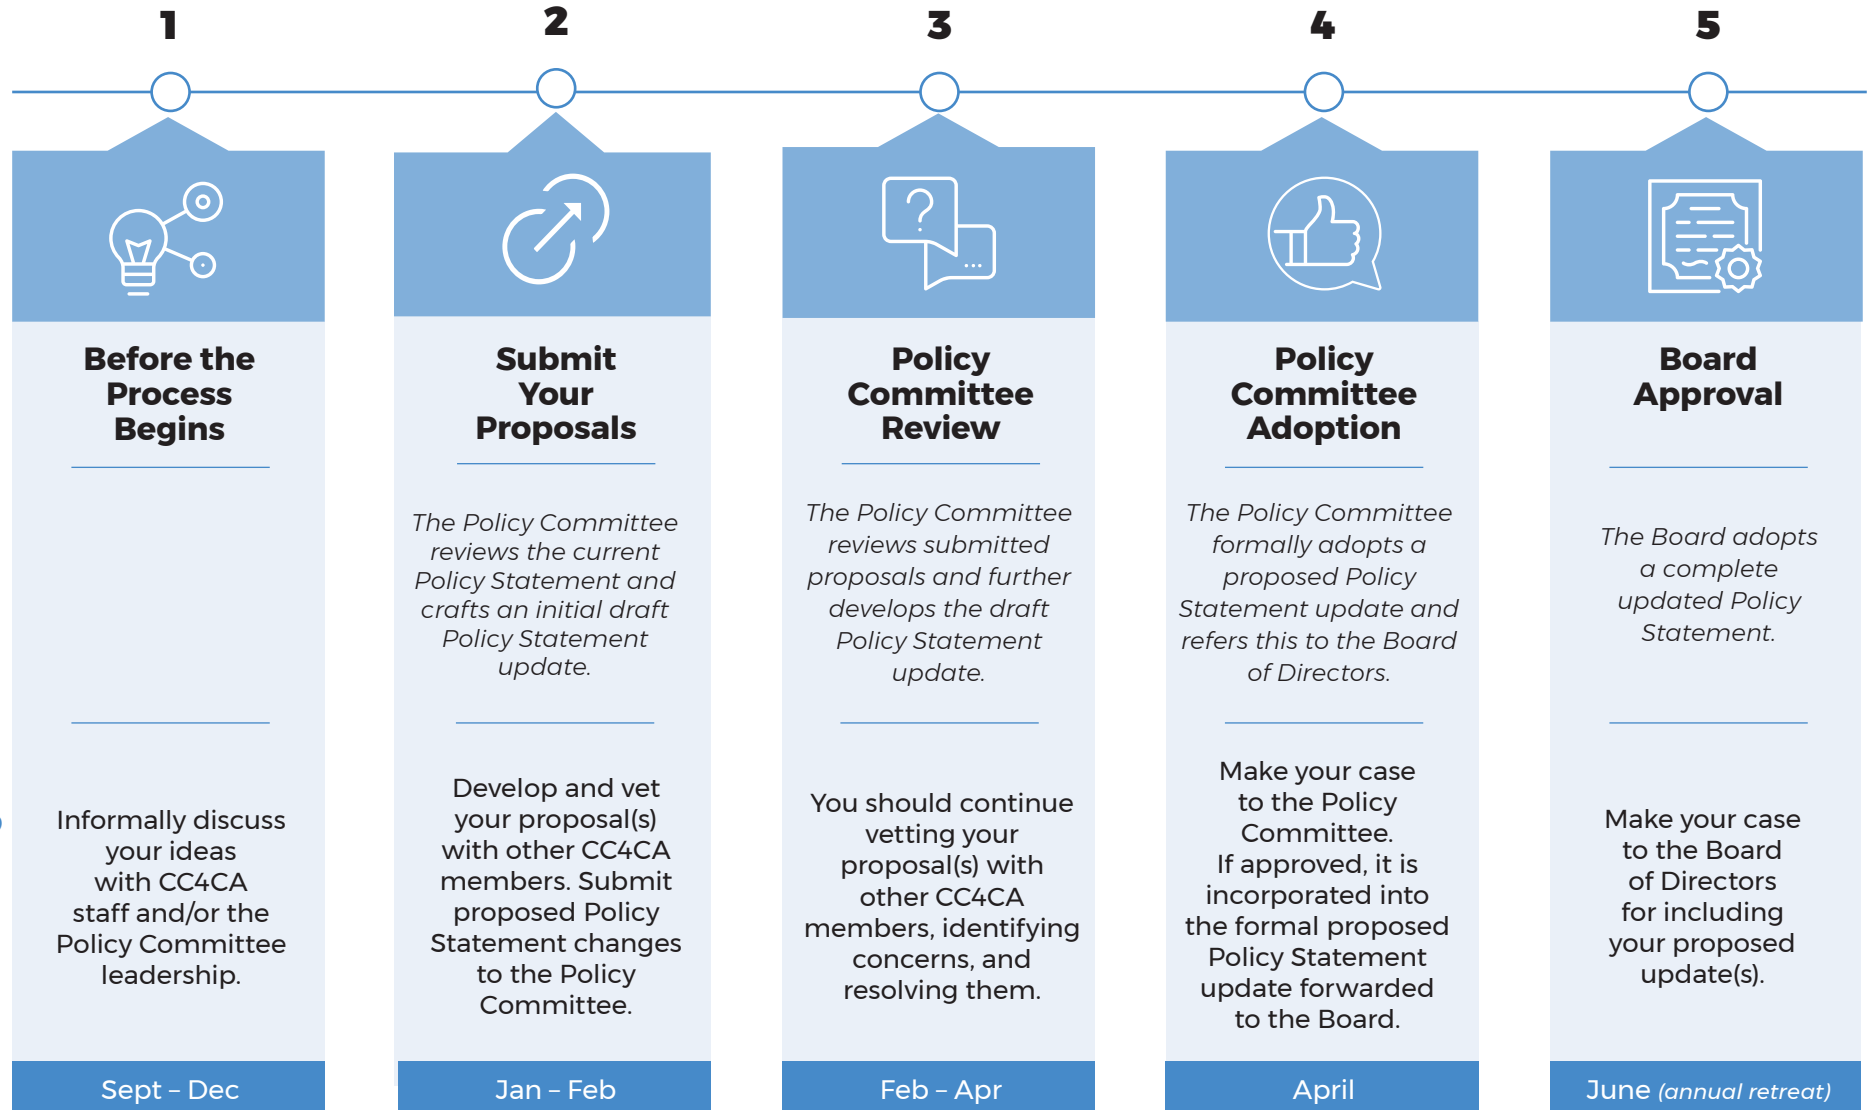 1
Before the
Process
Begins
Informally discuss
your ideas
with CC4CA
staff and/or the
Policy Committee
leadership.
Sept – Dec
2
Submit
Your
Proposals
The Policy Committee
reviews the current
Policy Statement and
crafts an initial draft
Policy Statement
update.
Develop and vet
your proposal(s)
with other CC4CA
members. Submit
proposed Policy
Statement changes
to the Policy
Committee.
Jan – Feb
3
Policy
Committee
Review
The Policy Committee
reviews submitted
proposals and further
develops the draft
Policy Statement
update.
You should continue
vetting your
proposal(s) with
other CC4CA
members, identifying
concerns, and
resolving them.
Feb – Apr
4
Policy
Committee
Adoption
The Policy Committee
formally adopts a
proposed Policy
Statement update and
refers this to the Board
of Directors.
Make your case
to the Policy
Committee.
If approved, it is
incorporated into
the formal proposed
Policy Statement
update forwarded
to the Board.
April
5
Board
Approval
The Board adopts
a complete
updated Policy
Statement.
Make your case
to the Board
of Directors
for including
your proposed
update(s).
June (annual retreat)